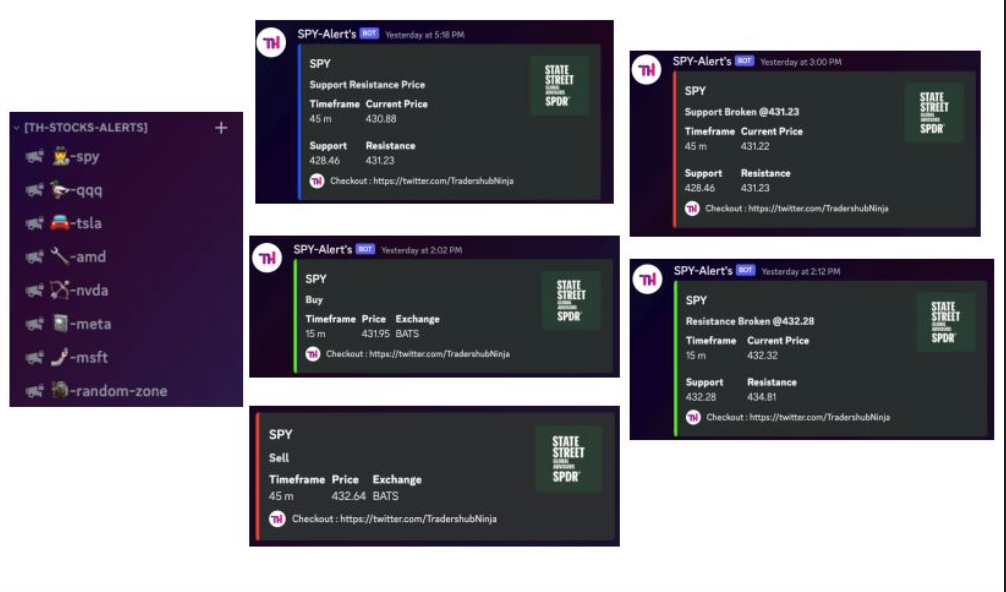 [TH-STOCKS-ALERTS] +
-spy
-qqq
-tsla
-amd
-nvda
-meta
-msft
-random-zone
TH
SPY-Alert's BOT Yesterday at 5:18 PM
SPY
Support Resistance Price
Timeframe Current Price
45 m 430.88
Support Resistance
428.46 431.23
TH Checkout : https://twitter.com/TradershubNinja
STATE
STREET
GLOBAL
ADVISORS
SPDR
TH
SPY-Alert's BOT Yesterday at 3:00 PM
SPY
Support Broken @431.23
Timeframe Current Price
45 m 431.22
Support Resistance
428.46 431.23
TH Checkout : https://twitter.com/TradershubNinja
STATE
STREET
GLOBAL
ADVISORS
SPDR
TH
SPY-Alert's BOT Yesterday at 2:02 PM
SPY
Buy
Timeframe Price Exchange
15 m 431.95 BATS
TH Checkout : https://twitter.com/TradershubNinja
STATE
STREET
GLOBAL
ADVISORS
SPDR
TH
SPY-Alert's BOT Yesterday at 2:12 PM
SPY
Resistance Broken @432.28
Timeframe Current Price
15 m 432.32
Support Resistance
432.28 434.81
TH Checkout : https://twitter.com/TradershubNinja
STATE
STREET
GLOBAL
ADVISORS
SPDR
SPY
Sell
Timeframe Price Exchange
45 m 432.64 BATS
TH Checkout : https://twitter.com/TradershubNinja
STATE
STREET
GLOBAL
ADVISORS
SPDR